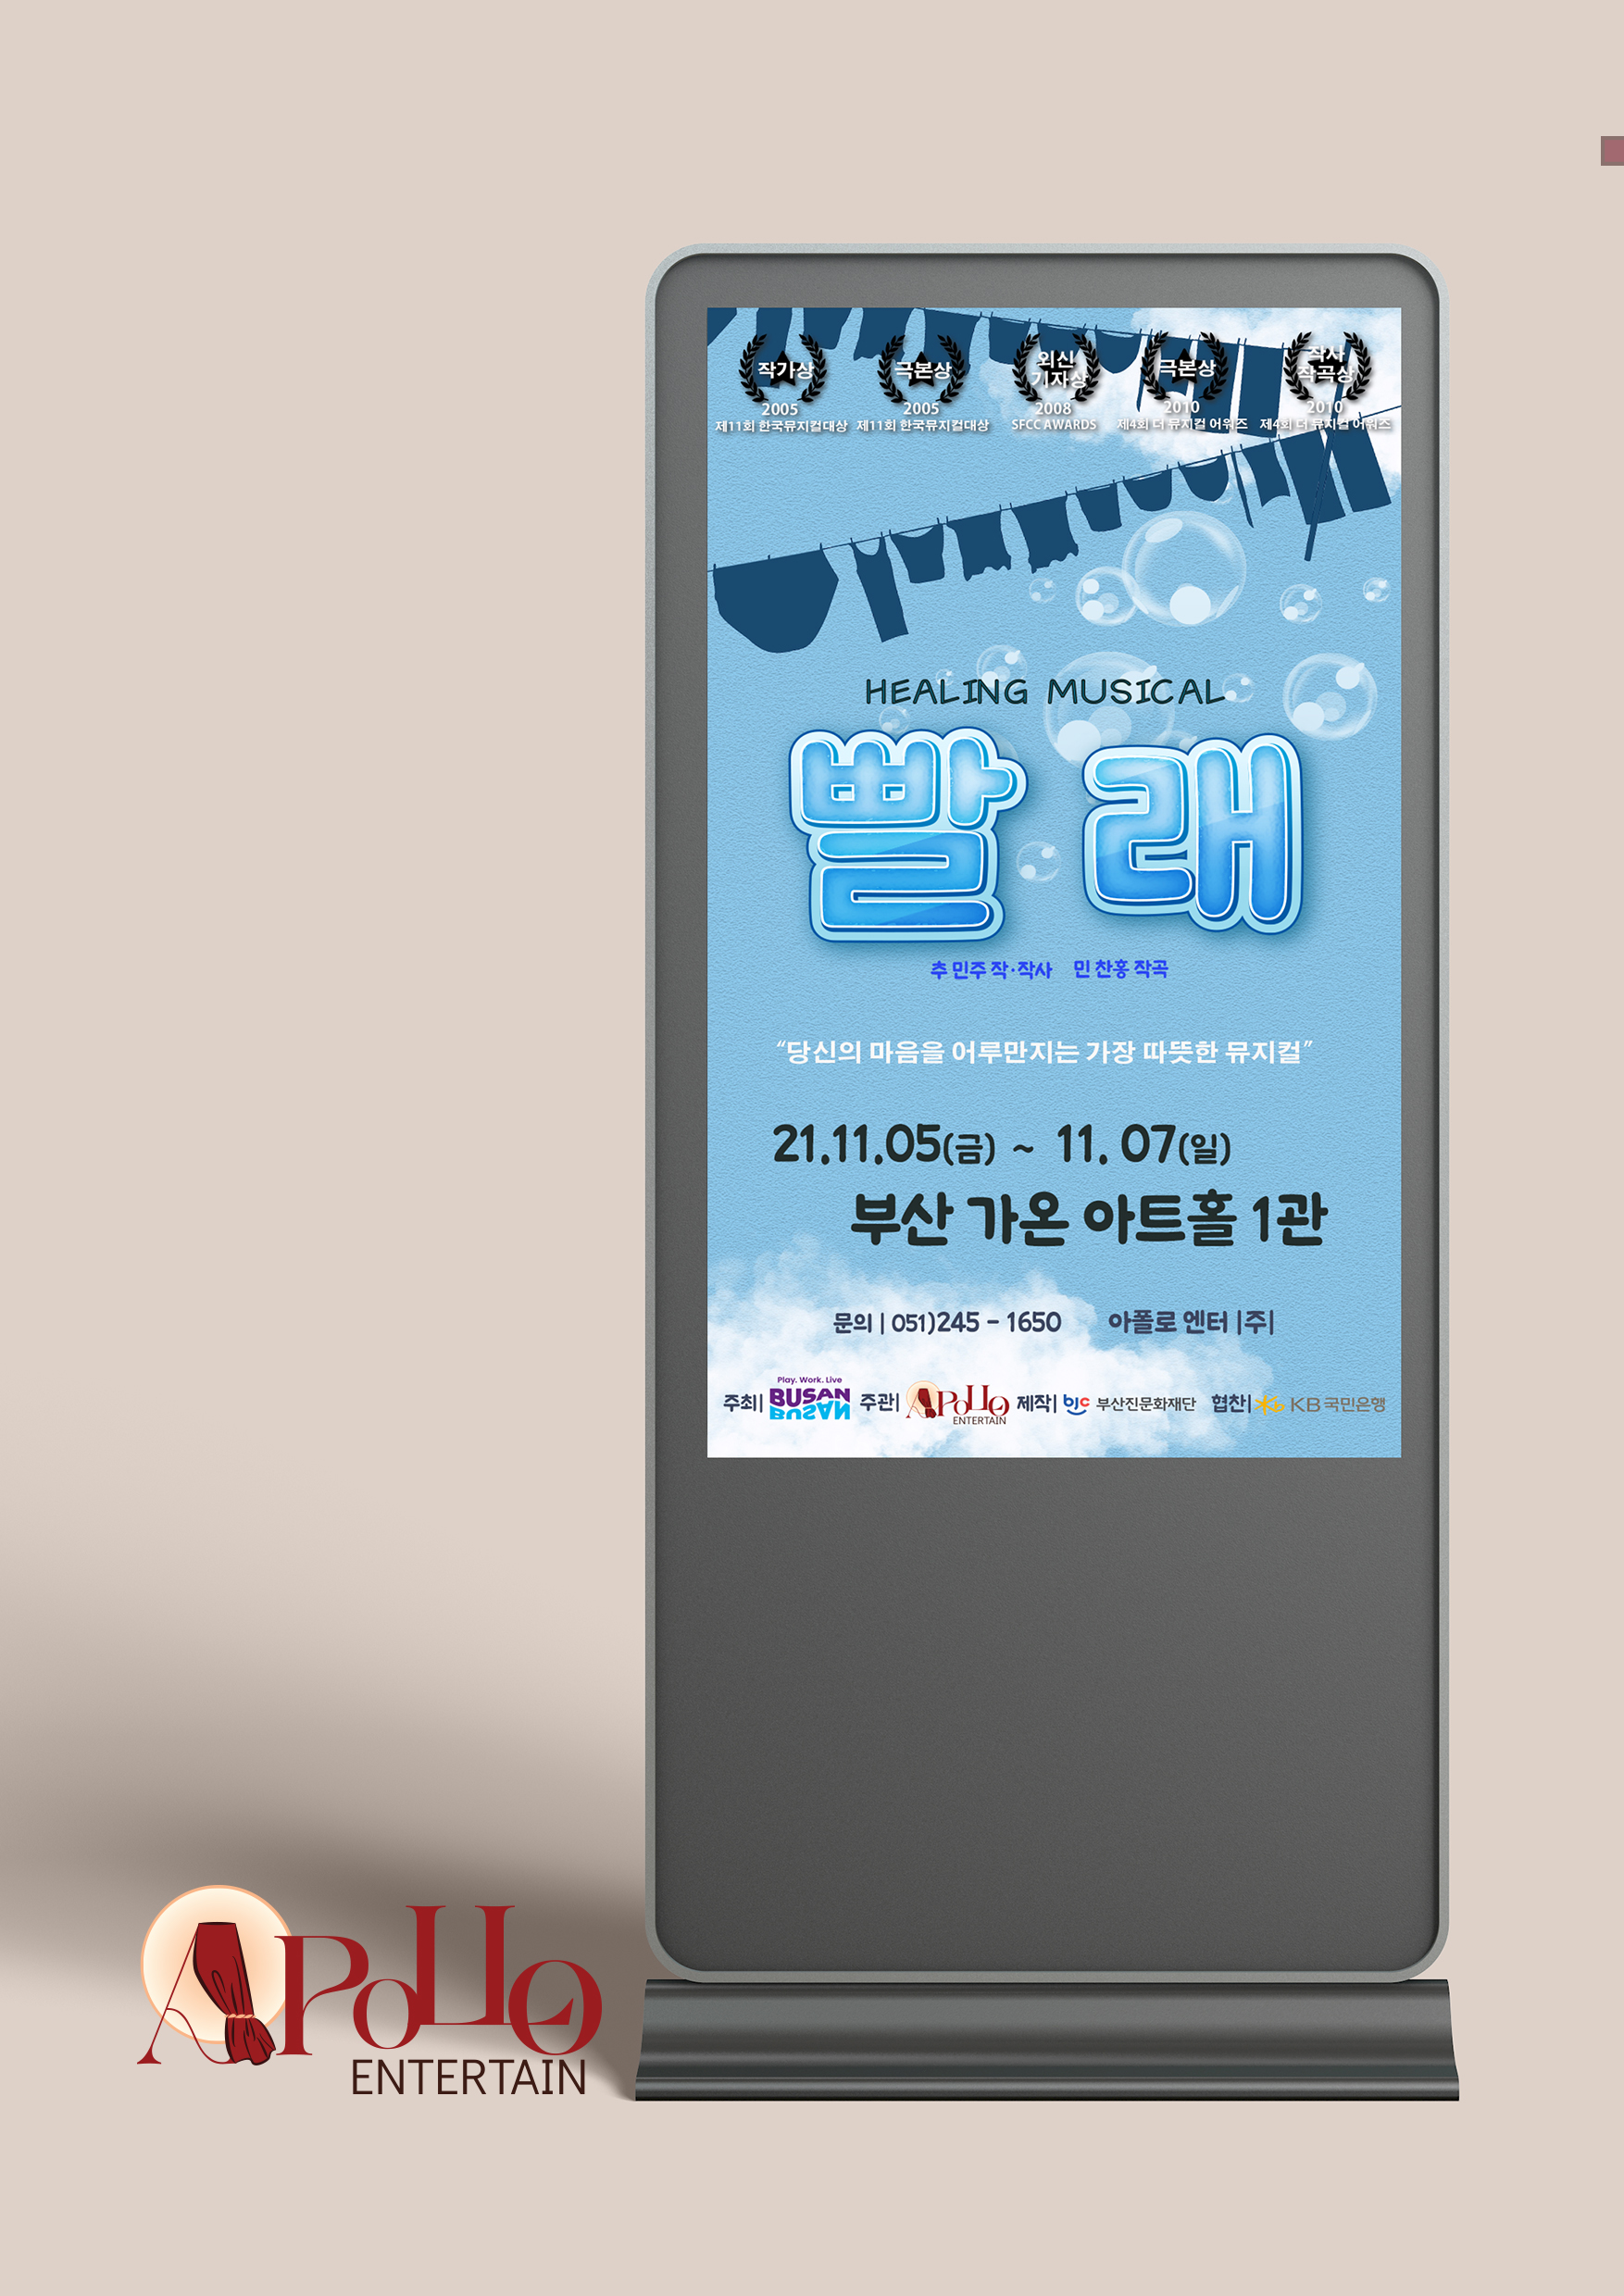 작가상
2005
제11회 한국뮤지컬대상
극본상
2005
제11회 한국뮤지컬대상
외신
기자상
2008
SFCC AWARDS
극본상
2010
제4회 더 뮤지컬 어워즈
작사
작곡상
2010
제4회 더 뮤지컬 어워즈
HEALING MUSICAL
빨래
추민주 작·작사 민찬홍 작곡
“당신의 마음을 어루만지는 가장 따뜻한 뮤지컬”
21.11.05(금) ~ 11. 07(일)
부산 가온 아트홀 1관
문의 | 051)245 - 1650 아폴로 엔터 |주|
주최| Play. Work. Live BUSAN BUSAN 주관| APOLLO ENTERTAIN 제작| bjc 부산진문화재단 협찬| KB 국민은행
APOLLO
ENTERTAIN